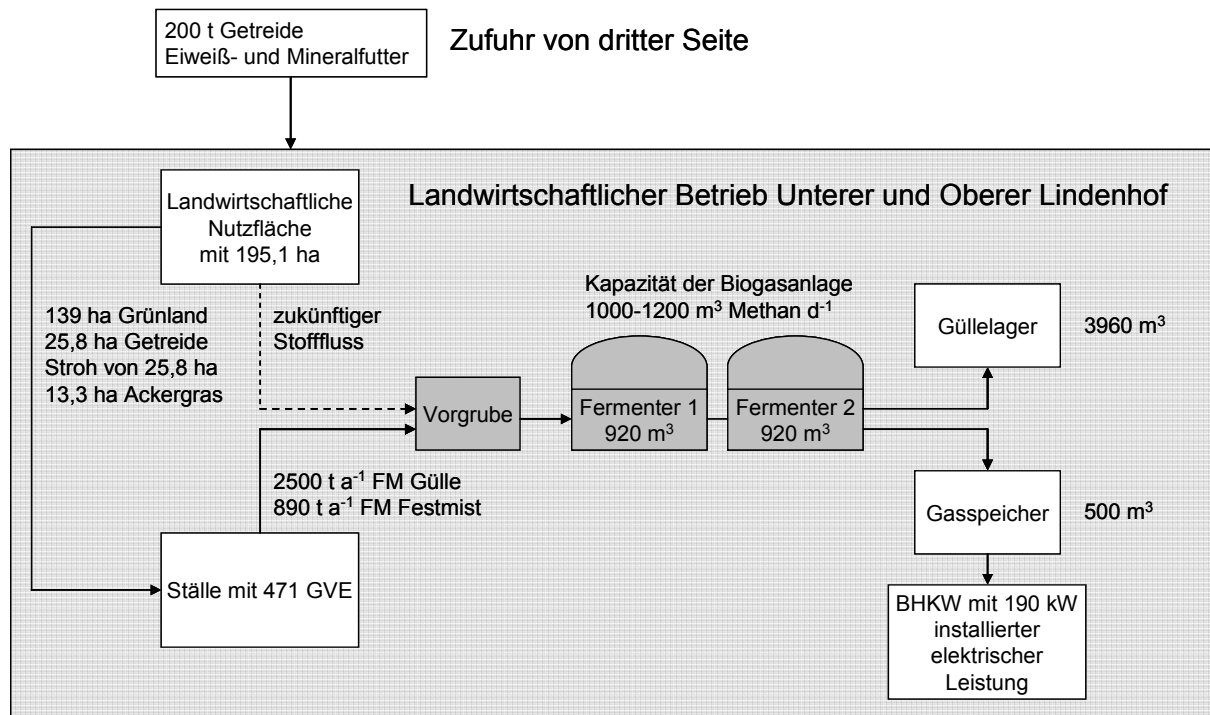 200 t Getreide
Eiweiß- und Mineralfutter
Zufuhr von dritter Seite
Landwirtschaftliche
Nutzfläche
mit 195,1 ha
Landwirtschaftlicher Betrieb Unterer und Oberer Lindenhof
139 ha Grünland
25,8 ha Getreide
Stroh von 25,8 ha
13,3 ha Ackergras
zukünftiger
Stofffluss
Kapazität der Biogasanlage
1000-1200 m³ Methan d⁻¹
Güllelager
3960 m³
Vorgrube
Fermenter 1
920 m³
Fermenter 2
920 m³
2500 t a⁻¹ FM Gülle
890 t a⁻¹ FM Festmist
Gasspeicher
500 m³
Ställe mit 471 GVE
BHKW mit 190 kW
installierter
elektrischer
Leistung